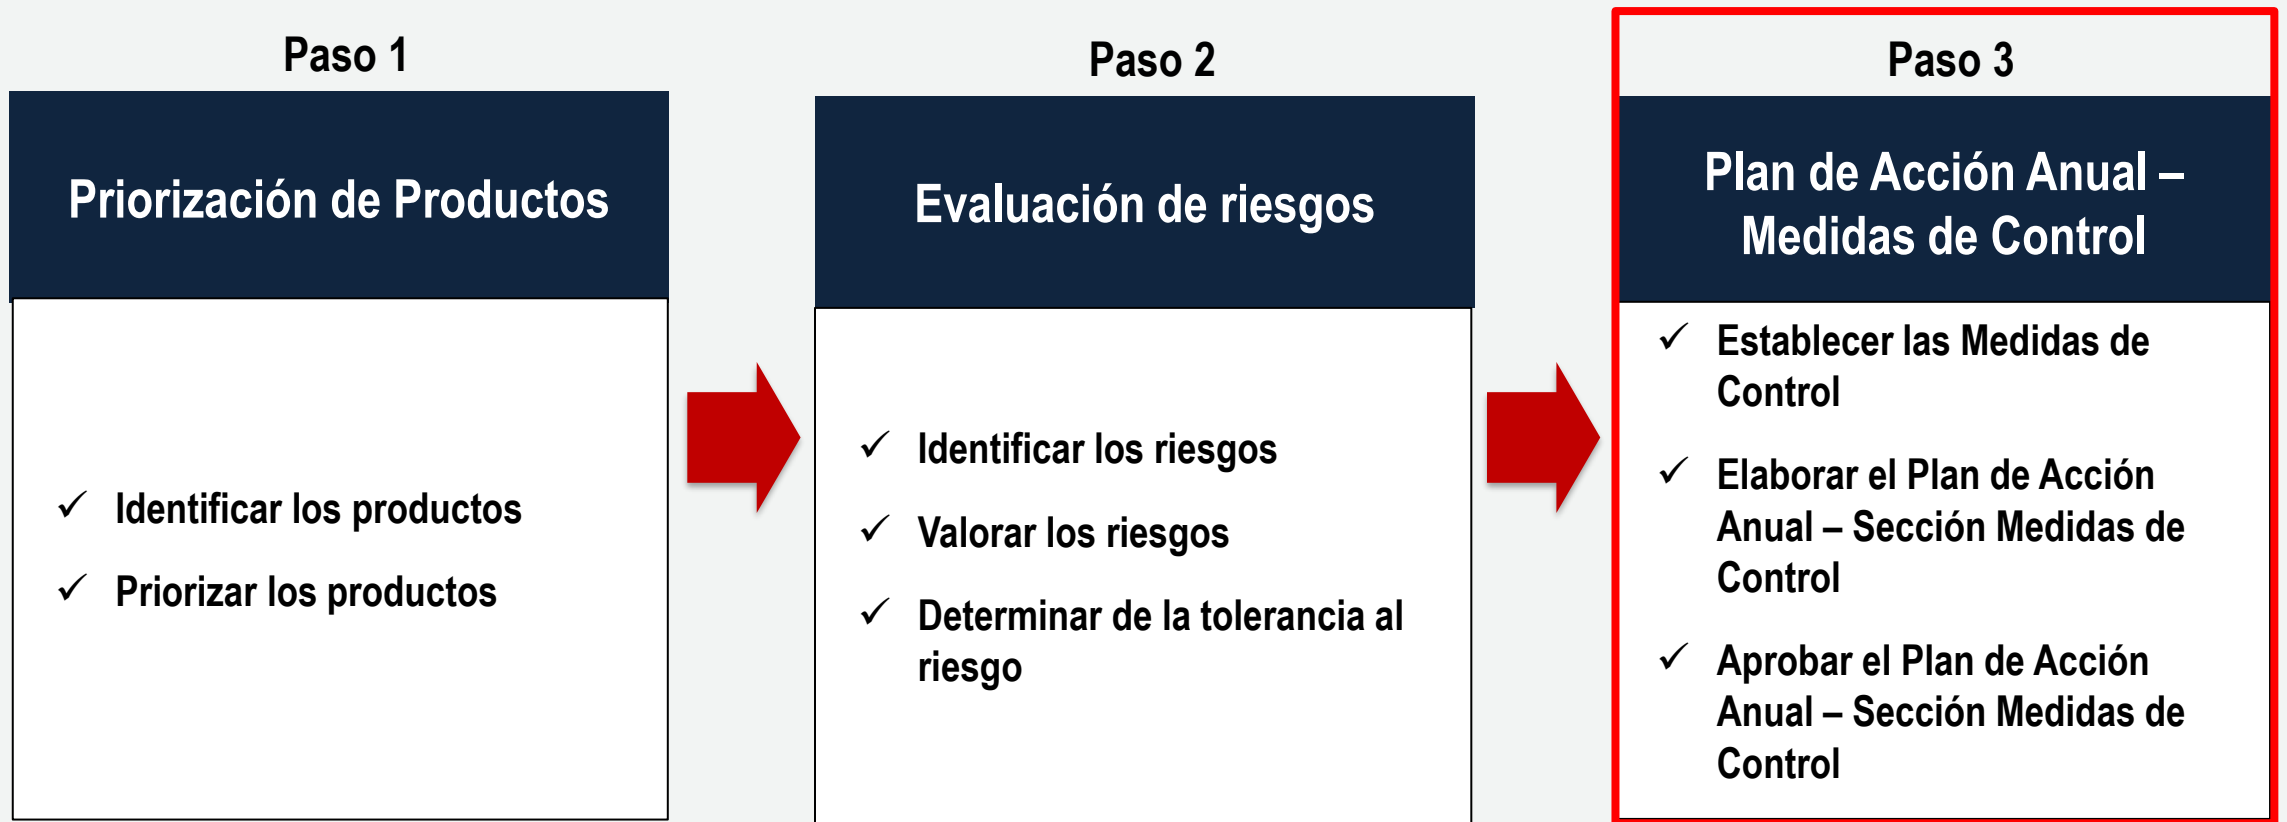 Paso 1
Priorización de Productos
✓ Identificar los productos
✓ Priorizar los productos
Paso 2
Evaluación de riesgos
✓ Identificar los riesgos
✓ Valorar los riesgos
✓ Determinar de la tolerancia al
riesgo
Paso 3
Plan de Acción Anual –
Medidas de Control
✓ Establecer las Medidas de
Control
✓ Elaborar el Plan de Acción
Anual – Sección Medidas de
Control
✓ Aprobar el Plan de Acción
Anual – Sección Medidas de
Control